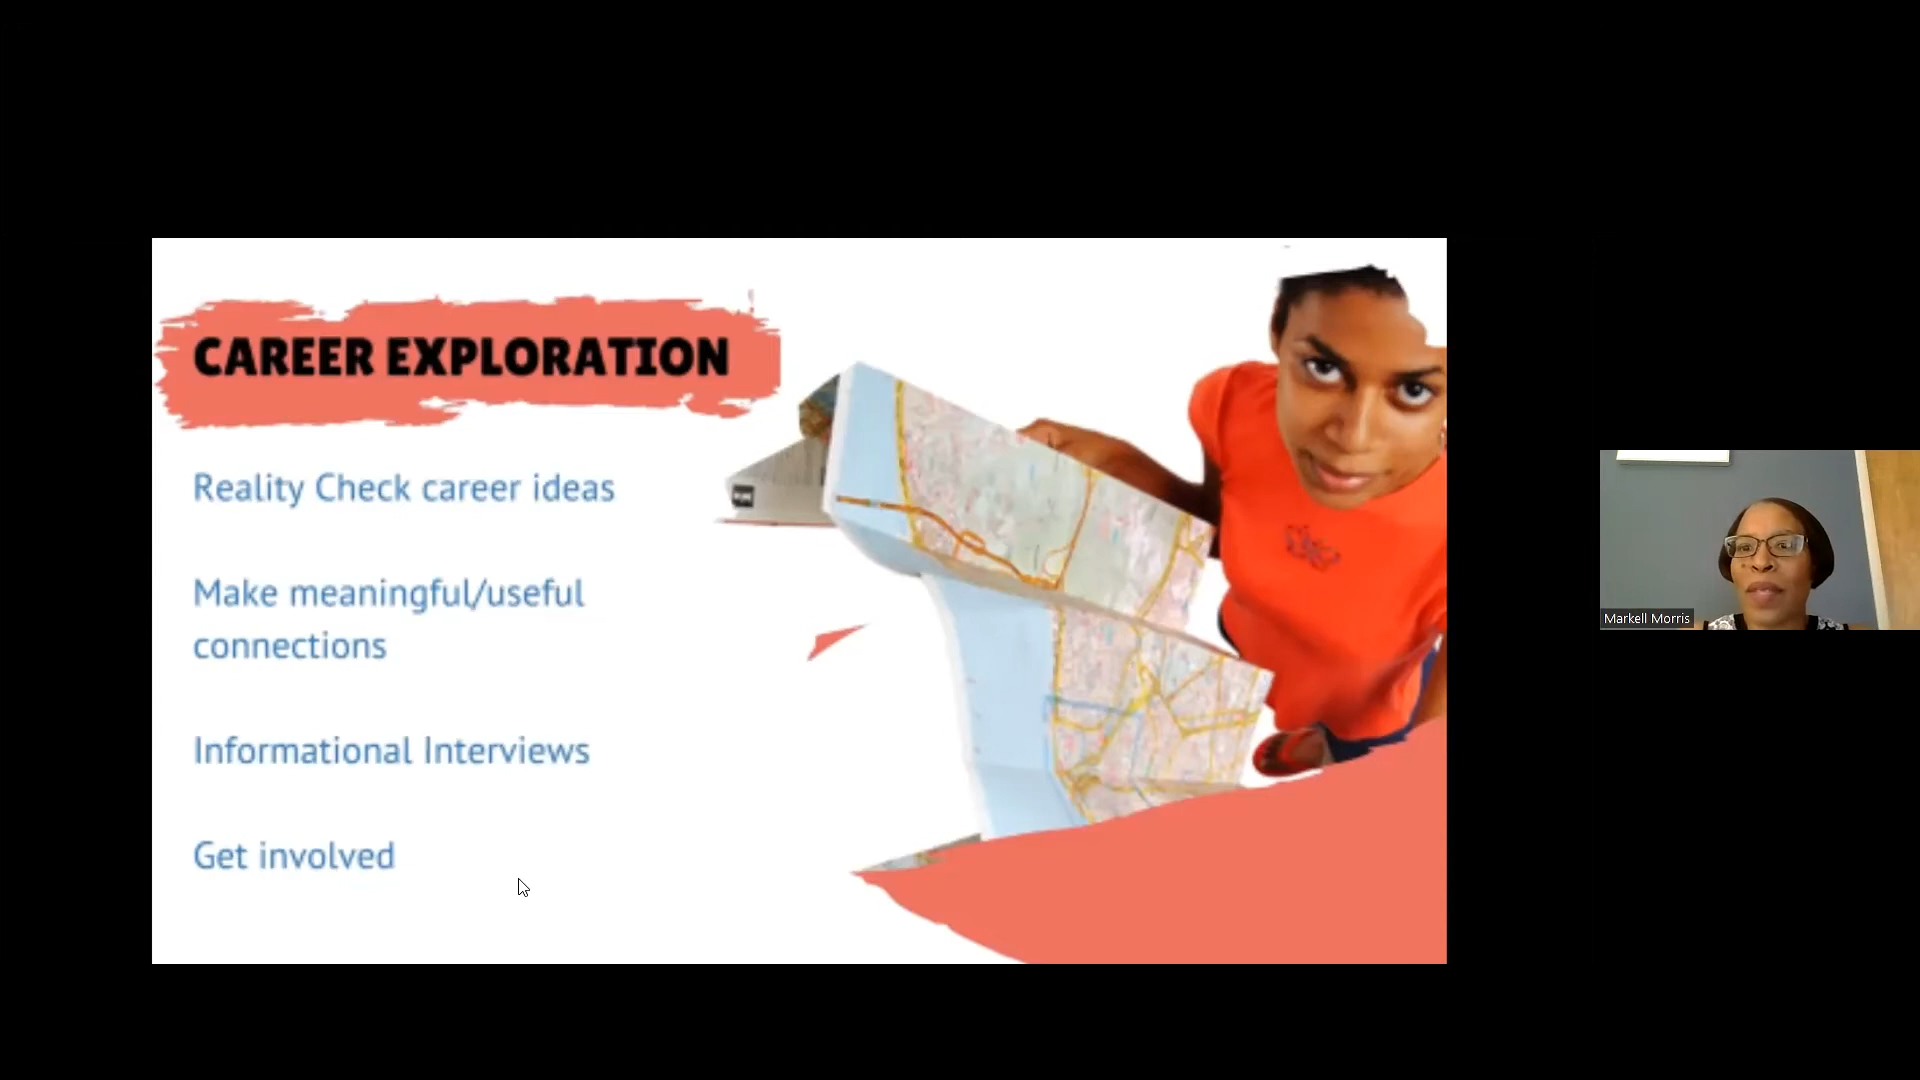 CAREER EXPLORATION
Reality Check career ideas
Make meaningful/useful
connections
Informational Interviews
Get involved
Markell Morris